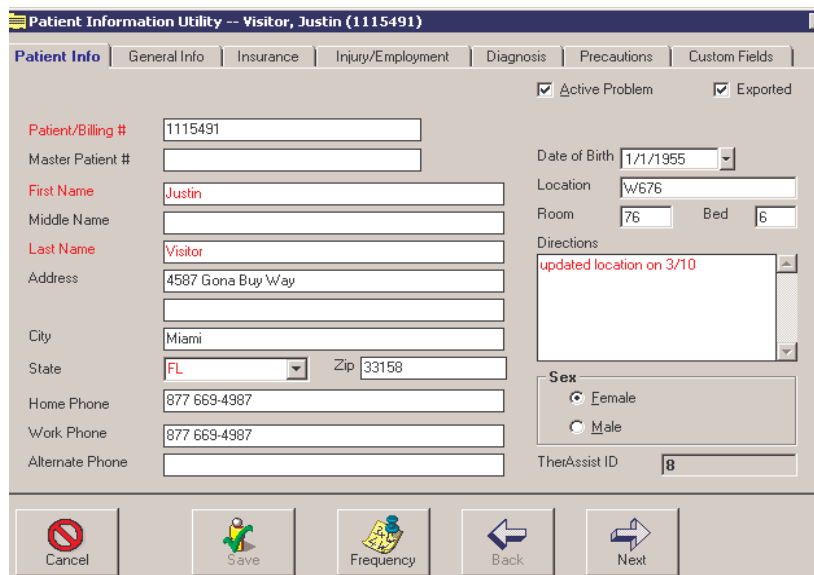 Patient Information Utility -- Visitor, Justin (1115491)
Patient Info General Info Insurance Injury/Employment Diagnosis Precautions Custom Fields
Active Problem Exported
Patient/Billing # 1115491
Master Patient #
Date of Birth 1/1/1955
First Name Justin
Location W676
Middle Name
Room 76 Bed 6
Last Name Visitor
Directions
updated location on 3/10
Address 4587 Gona Buy Way
City Miami
State FL Zip 33158
Sex
Female
Male
Home Phone 877 669-4987
Work Phone 877 669-4987
Alternate Phone
TherAssist ID 8
Cancel Save Frequency Back Next